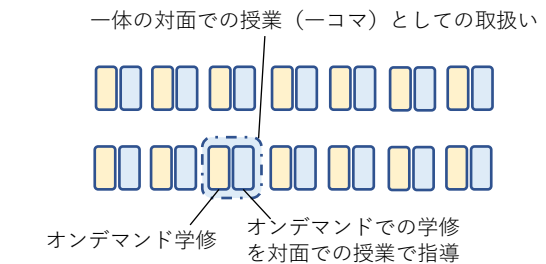 一体の対面での授業（一コマ）としての取扱い
オンデマンド学修
オンデマンドでの学修
を対面での授業で指導